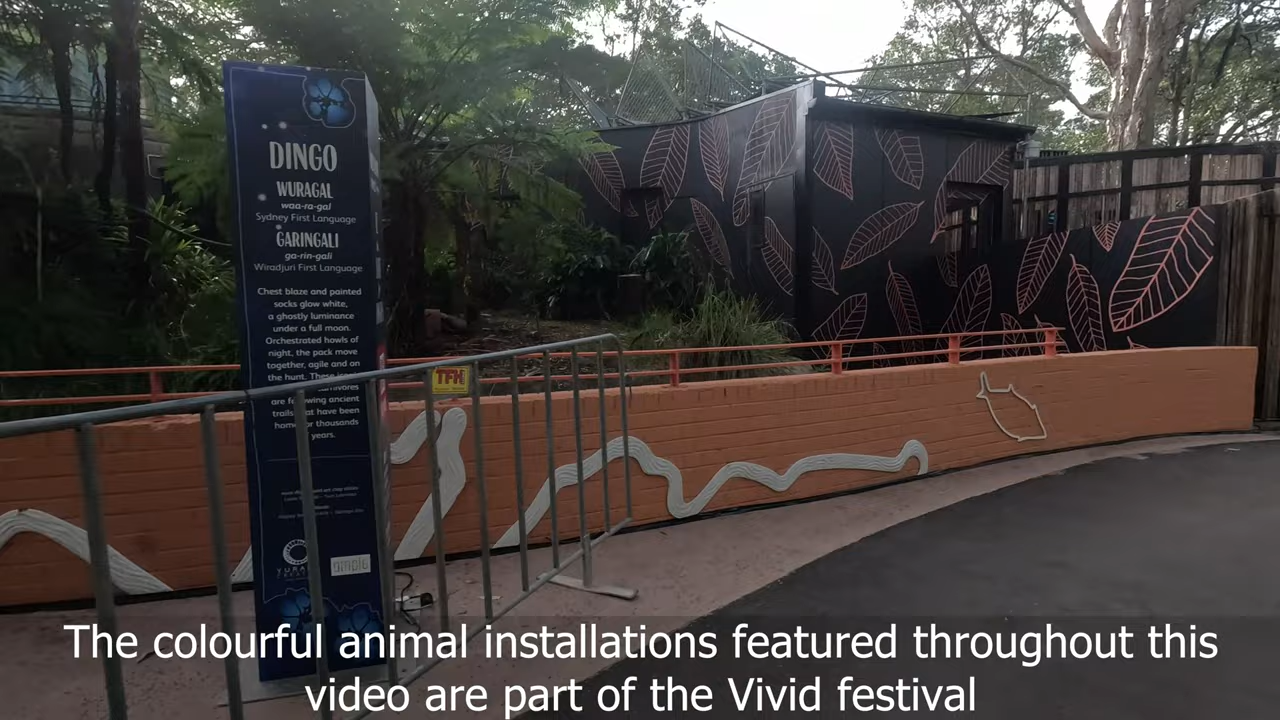 DINGO
WURAGAL
waa-ra-gal
Sydney First Language
GARINGALI
ga-rin-gali
Wiradjuri First Language
Chest blaze and painted
socks glow white,
a ghostly luminance
under a full moon.
Orchestrated howls of
night, the pack move
together, agile and on
the hunt. These
are following ancient
trails that have been
home for thousands
years.
TFH
The colourful animal installations featured throughout this
video are part of the Vivid festival